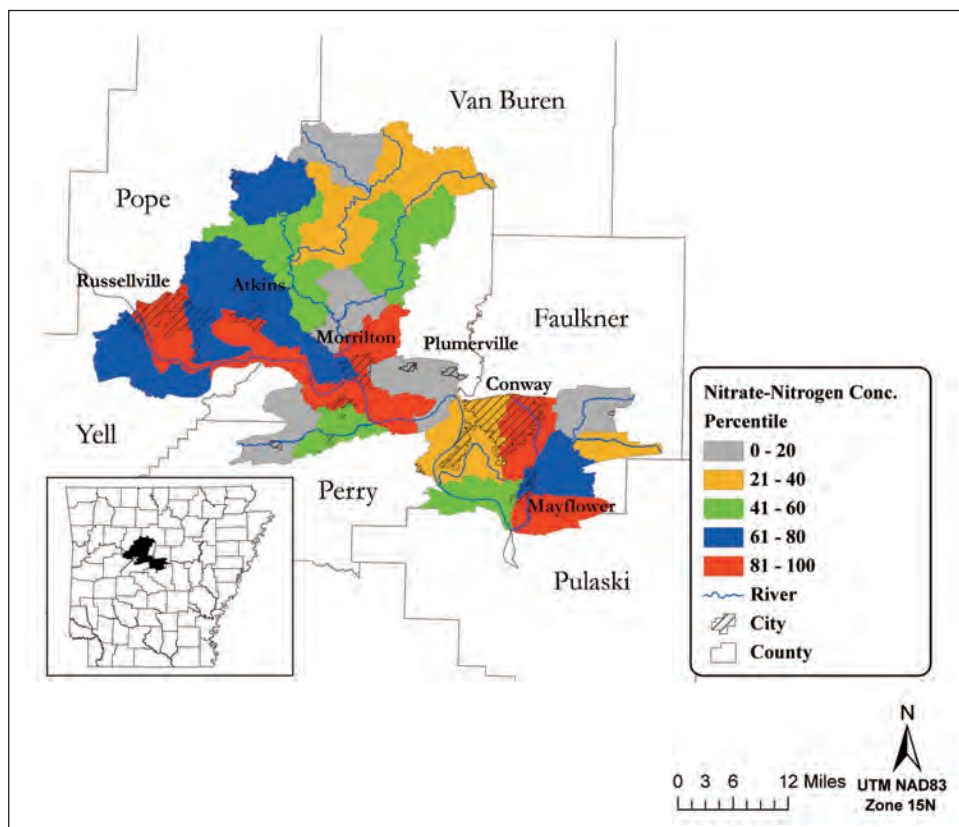 Van Buren
Pope
Russellville
Atkins
Faulkner
Morrilton
Plumerville
Conway
Yell
Perry
Mayflower
Pulaski
Nitrate-Nitrogen Conc.
Percentile
0 - 20
21 - 40
41 - 60
61 - 80
81 - 100
River
City
County
N
0 3 6 12 Miles
UTM NAD83
Zone 15N